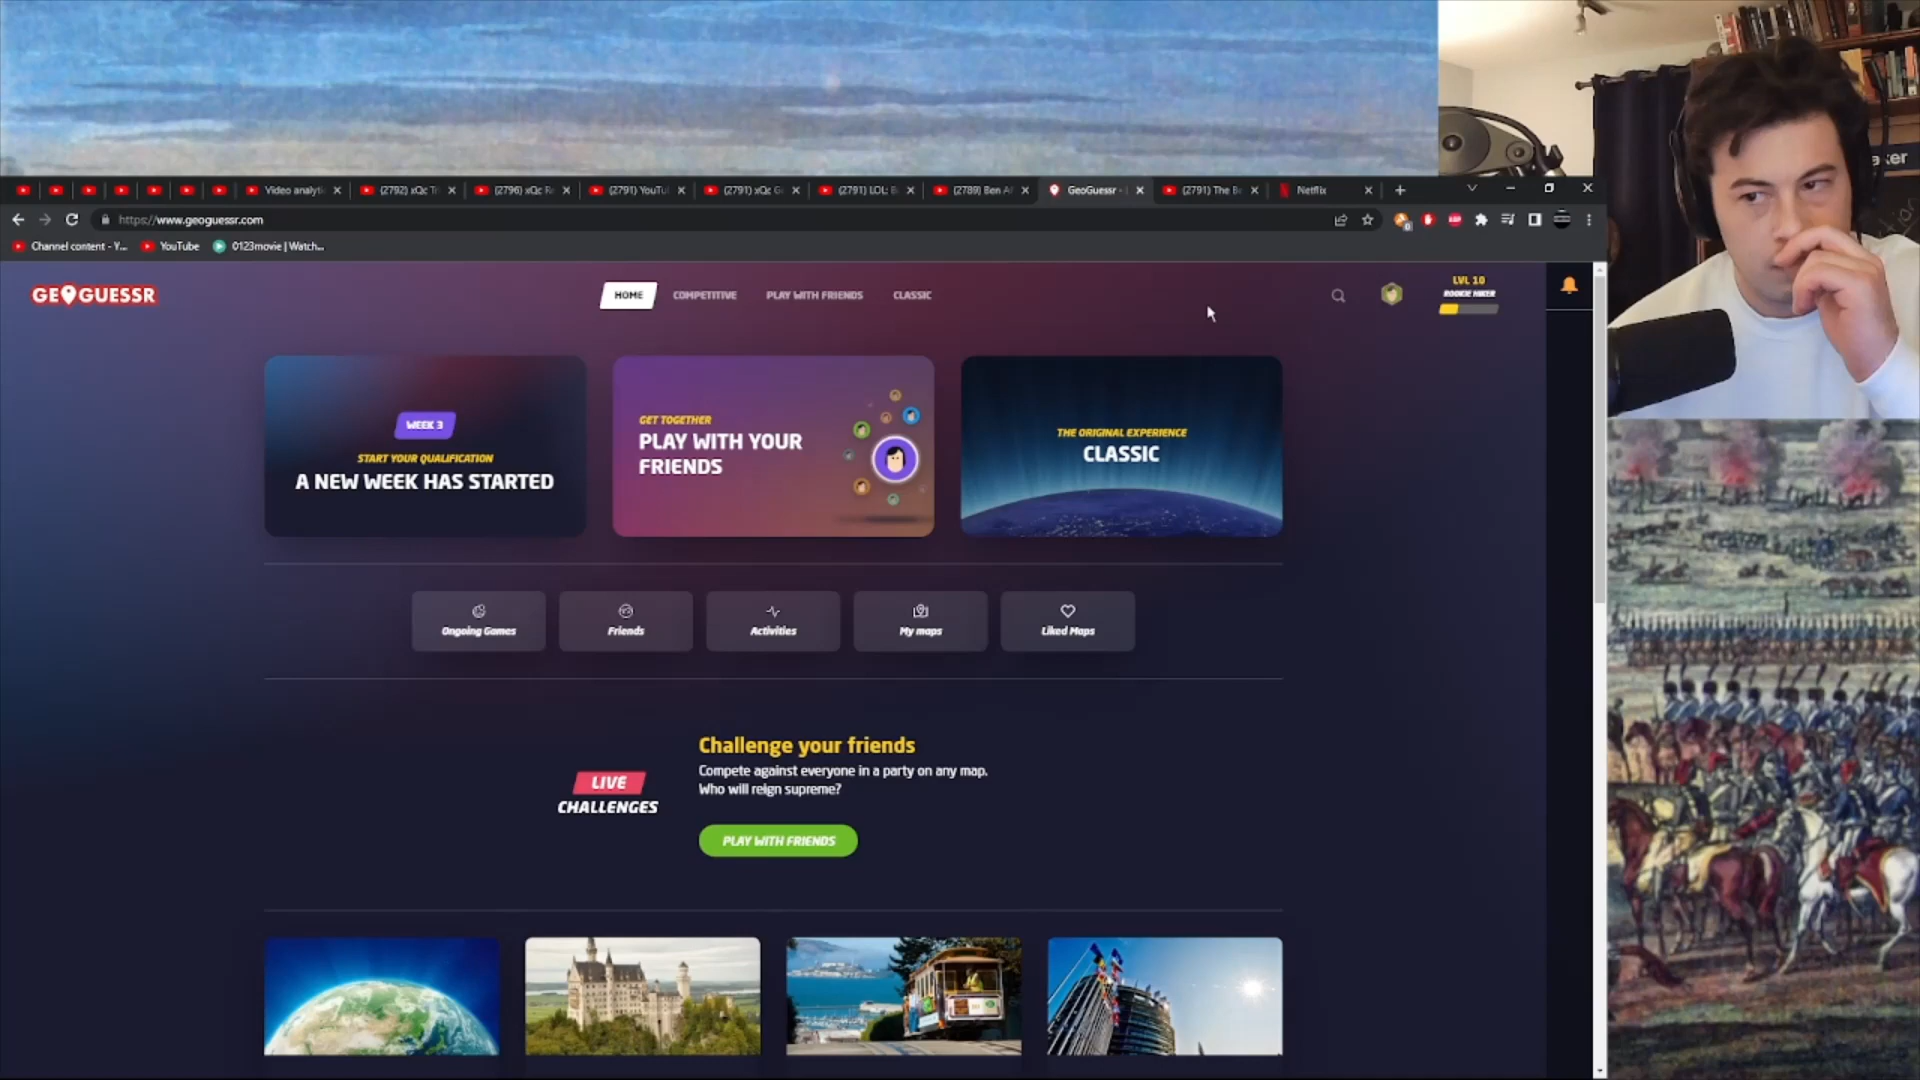 Video analyti
(2792) xQc Tr
(2796) xQc Re
(2791) YouTu
(2791) xQc G
(2791) LOL: B
(2789) Ben A
GeoGuessr -
(2791) The B
Netflix
https://www.geoguessr.com
Channel content - Y...
YouTube
0123movie | Watch...
GEOGUESSR
HOME
COMPETITIVE
PLAY WITH FRIENDS
CLASSIC
LVL 10
ROOKIE HIKER
WEEK 3
START YOUR QUALIFICATION
A NEW WEEK HAS STARTED
GET TOGETHER
PLAY WITH YOUR
FRIENDS
THE ORIGINAL EXPERIENCE
CLASSIC
Ongoing Games
Friends
Activities
My maps
Liked Maps
LIVE
CHALLENGES
Challenge your friends
Compete against everyone in a party on any map.
Who will reign supreme?
PLAY WITH FRIENDS